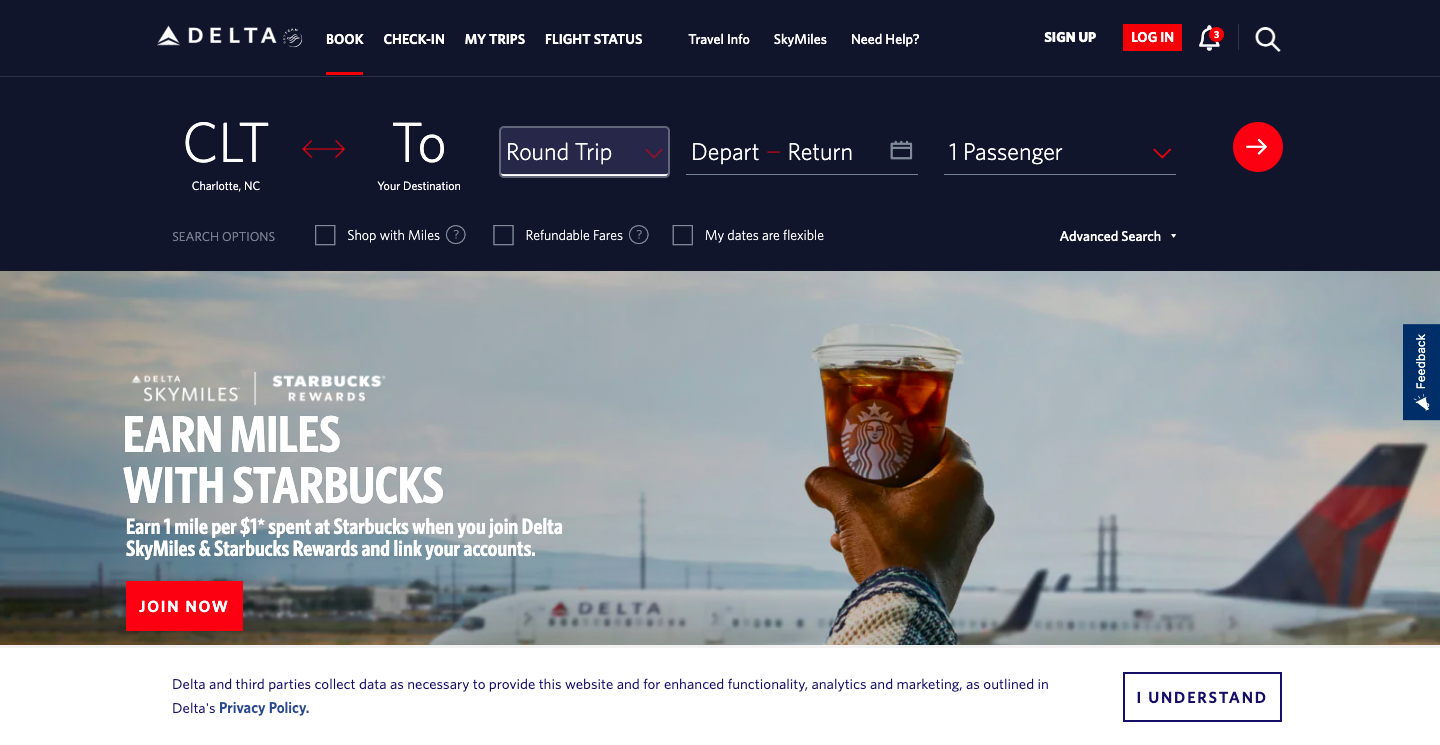 DELTA
BOOK
CHECK-IN
MY TRIPS
FLIGHT STATUS
Travel Info
SkyMiles
Need Help?
SIGN UP
LOG IN
3
CLT
Charlotte, NC
To
Your Destination
Round Trip
Depart – Return
1 Passenger
SEARCH OPTIONS
Shop with Miles ?
Refundable Fares ?
My dates are flexible
Advanced Search
Feedback
DELTA
SKYMILES
STARBUCKS
REWARDS
EARN MILES
WITH STARBUCKS
Earn 1 mile per $1* spent at Starbucks when you join Delta
SkyMiles & Starbucks Rewards and link your accounts.
JOIN NOW
DELTA
Delta and third parties collect data as necessary to provide this website and for enhanced functionality, analytics and marketing, as outlined in
Delta's Privacy Policy.
I UNDERSTAND